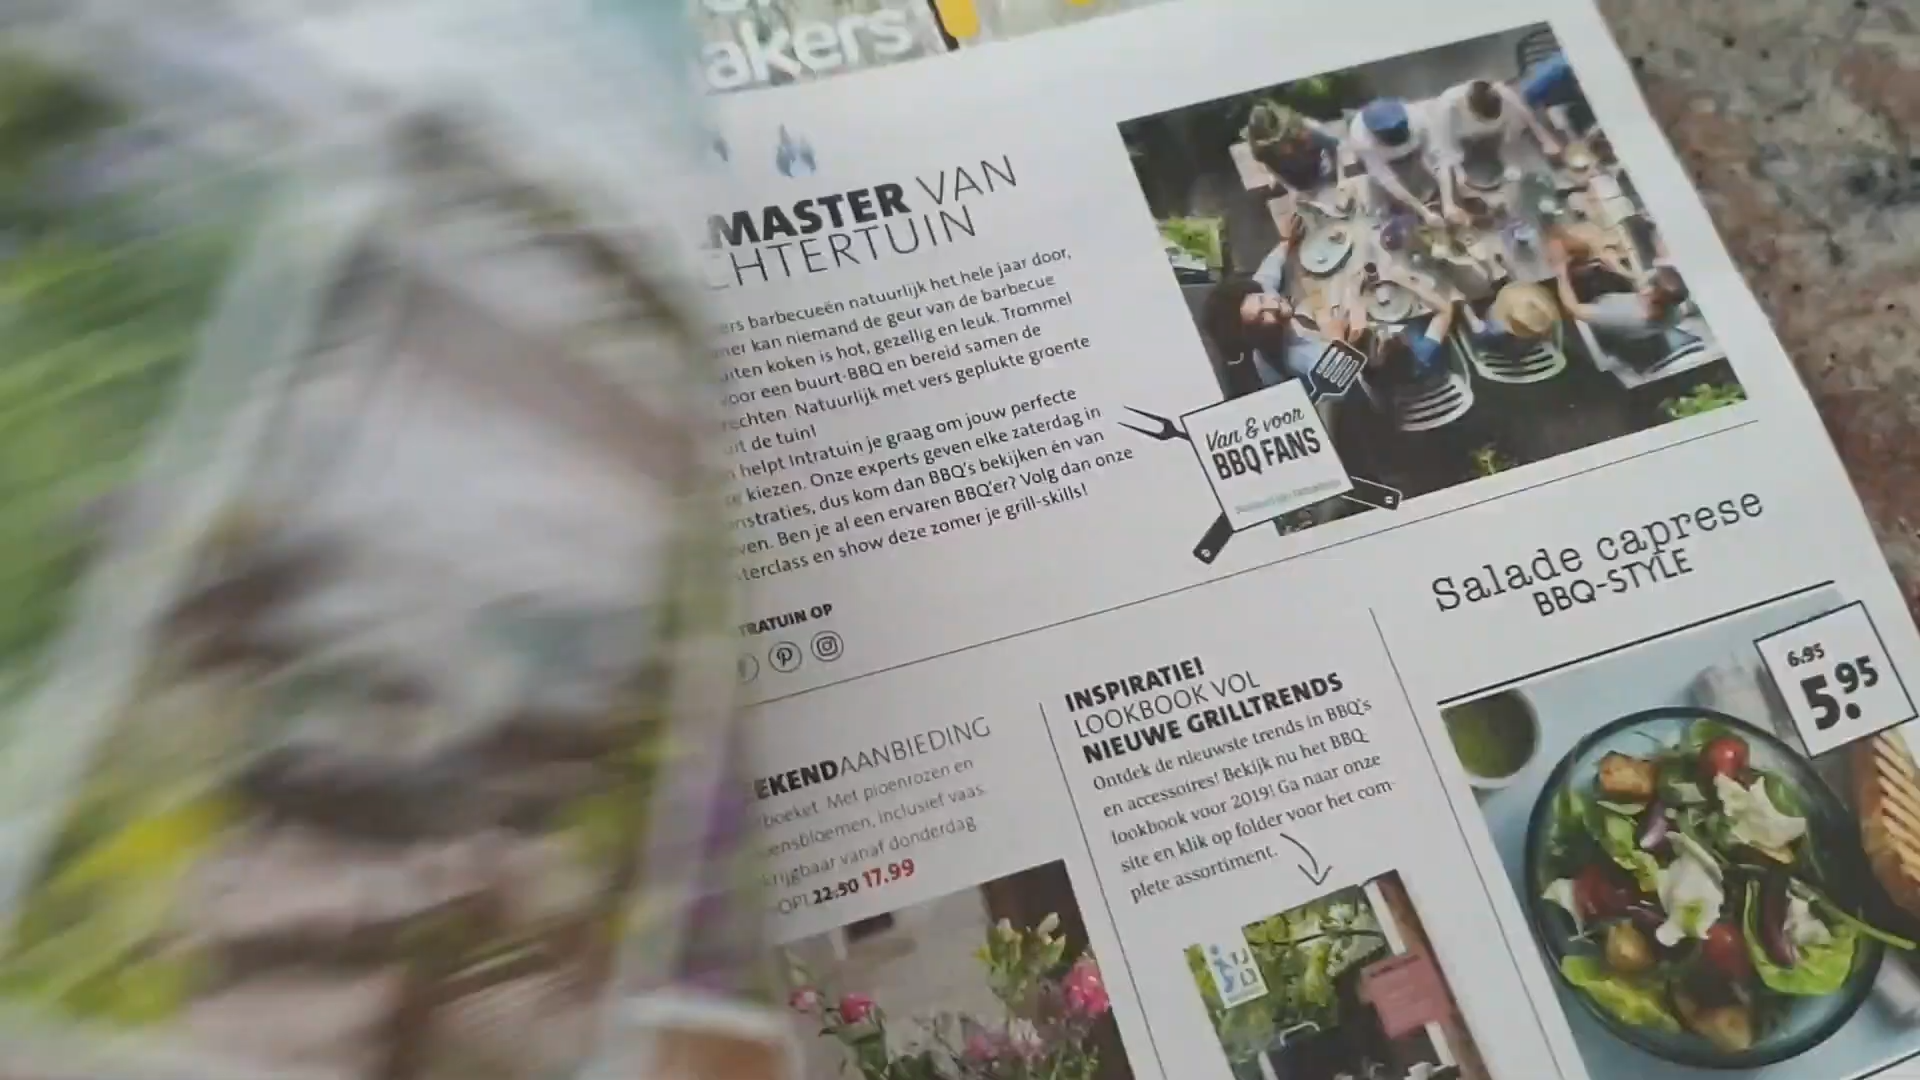 akers
MASTER VAN
CHTERTUIN
ers barbecueën natuurlijk het hele jaar door,
mer kan niemand de geur van de barbecue
uiten koken is hot, gezellig en leuk. Trommel
voor een buurt-BBQ en bereid samen de
rechten. Natuurlijk met vers geplukte groente
uit de tuin!
helpt Intratuin je graag om jouw perfecte
te kiezen. Onze experts geven elke zaterdag in
nstraties, dus kom dan BBQ's bekijken én van
ven. Ben je al een ervaren BBQ'er? Volg dan onze
terclass en show deze zomer je grill-skills!
TRATUIN OP
Van & voor
BBQ FANS
Salade caprese
BBQ-STYLE
6.95
5.95
EKENDAANBIEDING
boeket. Met pioenrozen en
ensbloemen, inclusief vaas.
krijgbaar vanaf donderdag
OP! 22.50 17.99
INSPIRATIE!
LOOKBOOK VOL
NIEUWE GRILLTRENDS
Ontdek de nieuwste trends in BBQ's
en accessoires! Bekijk nu het BBQ-
lookbook voor 2019! Ga naar onze
site en klik op folder voor het com-
plete assortiment.